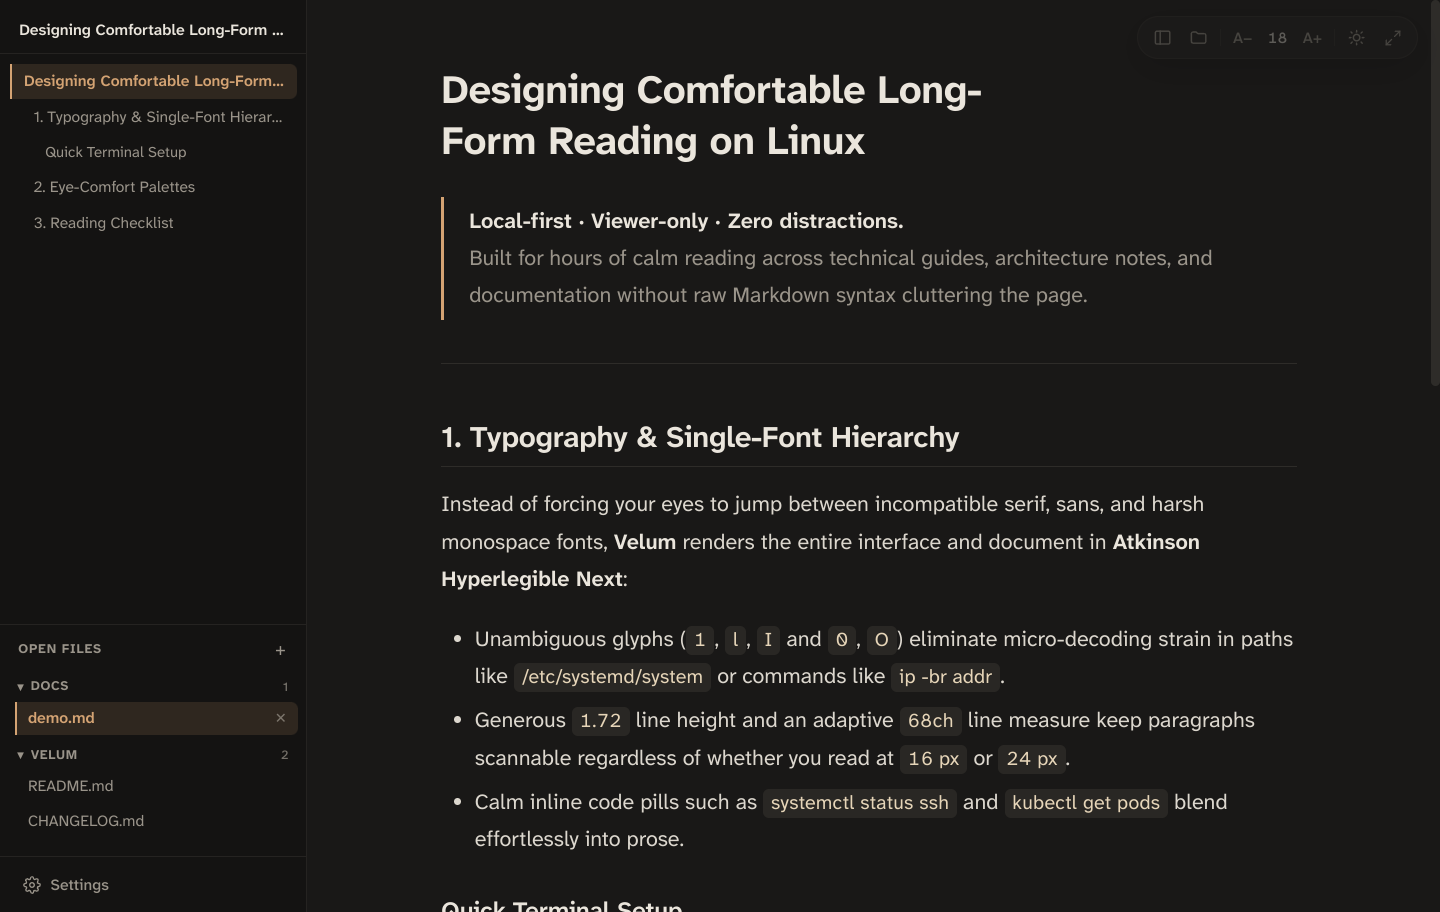 Designing Comfortable Long-Form ...
Designing Comfortable Long-Form...
1. Typography & Single-Font Hierar...
Quick Terminal Setup
2. Eye-Comfort Palettes
3. Reading Checklist
OPEN FILES +
▼ DOCS 1
demo.md ×
▼ VELUM 2
README.md
CHANGELOG.md
Settings
A− 18 A+
Designing Comfortable Long-
Form Reading on Linux
Local-first · Viewer-only · Zero distractions.
Built for hours of calm reading across technical guides, architecture notes, and
documentation without raw Markdown syntax cluttering the page.
1. Typography & Single-Font Hierarchy
Instead of forcing your eyes to jump between incompatible serif, sans, and harsh
monospace fonts, Velum renders the entire interface and document in Atkinson
Hyperlegible Next:
• Unambiguous glyphs ( 1 , l , I and 0 , O ) eliminate micro-decoding strain in paths
like /etc/systemd/system or commands like ip -br addr .
• Generous 1.72 line height and an adaptive 68ch line measure keep paragraphs
scannable regardless of whether you read at 16 px or 24 px .
• Calm inline code pills such as systemctl status ssh and kubectl get pods blend
effortlessly into prose.
Quick Terminal Setup